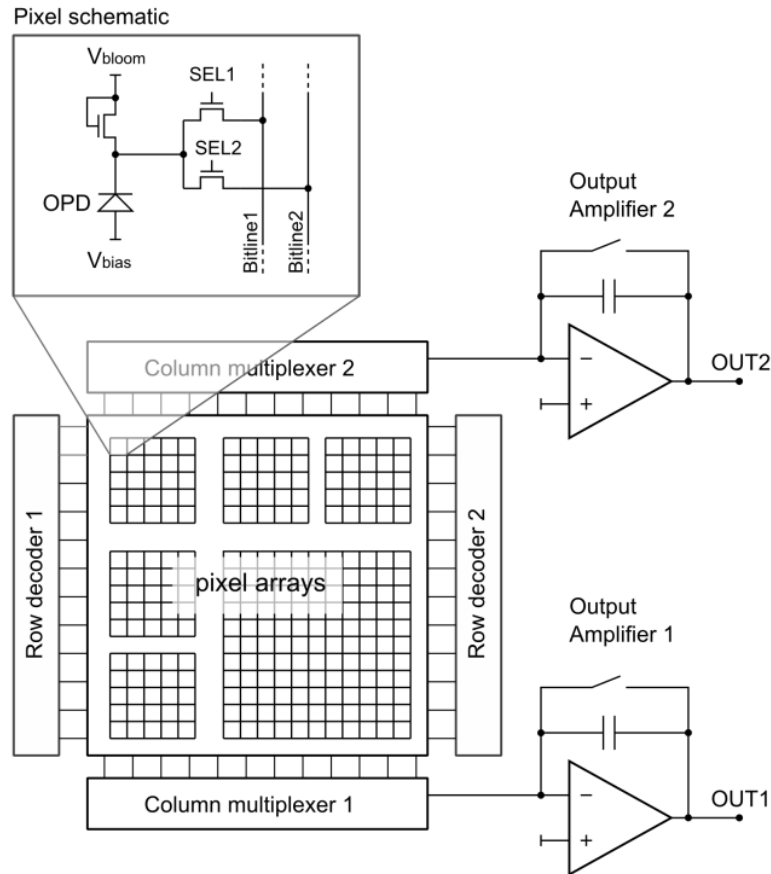 Pixel schematic
Vbloom
SEL1
SEL2
OPD
Vbias
Bitline1
Bitline2
Output
Amplifier 2
−
+
OUT2
Column multiplexer 2
Row decoder 1
pixel arrays
Row decoder 2
Output
Amplifier 1
−
+
OUT1
Column multiplexer 1